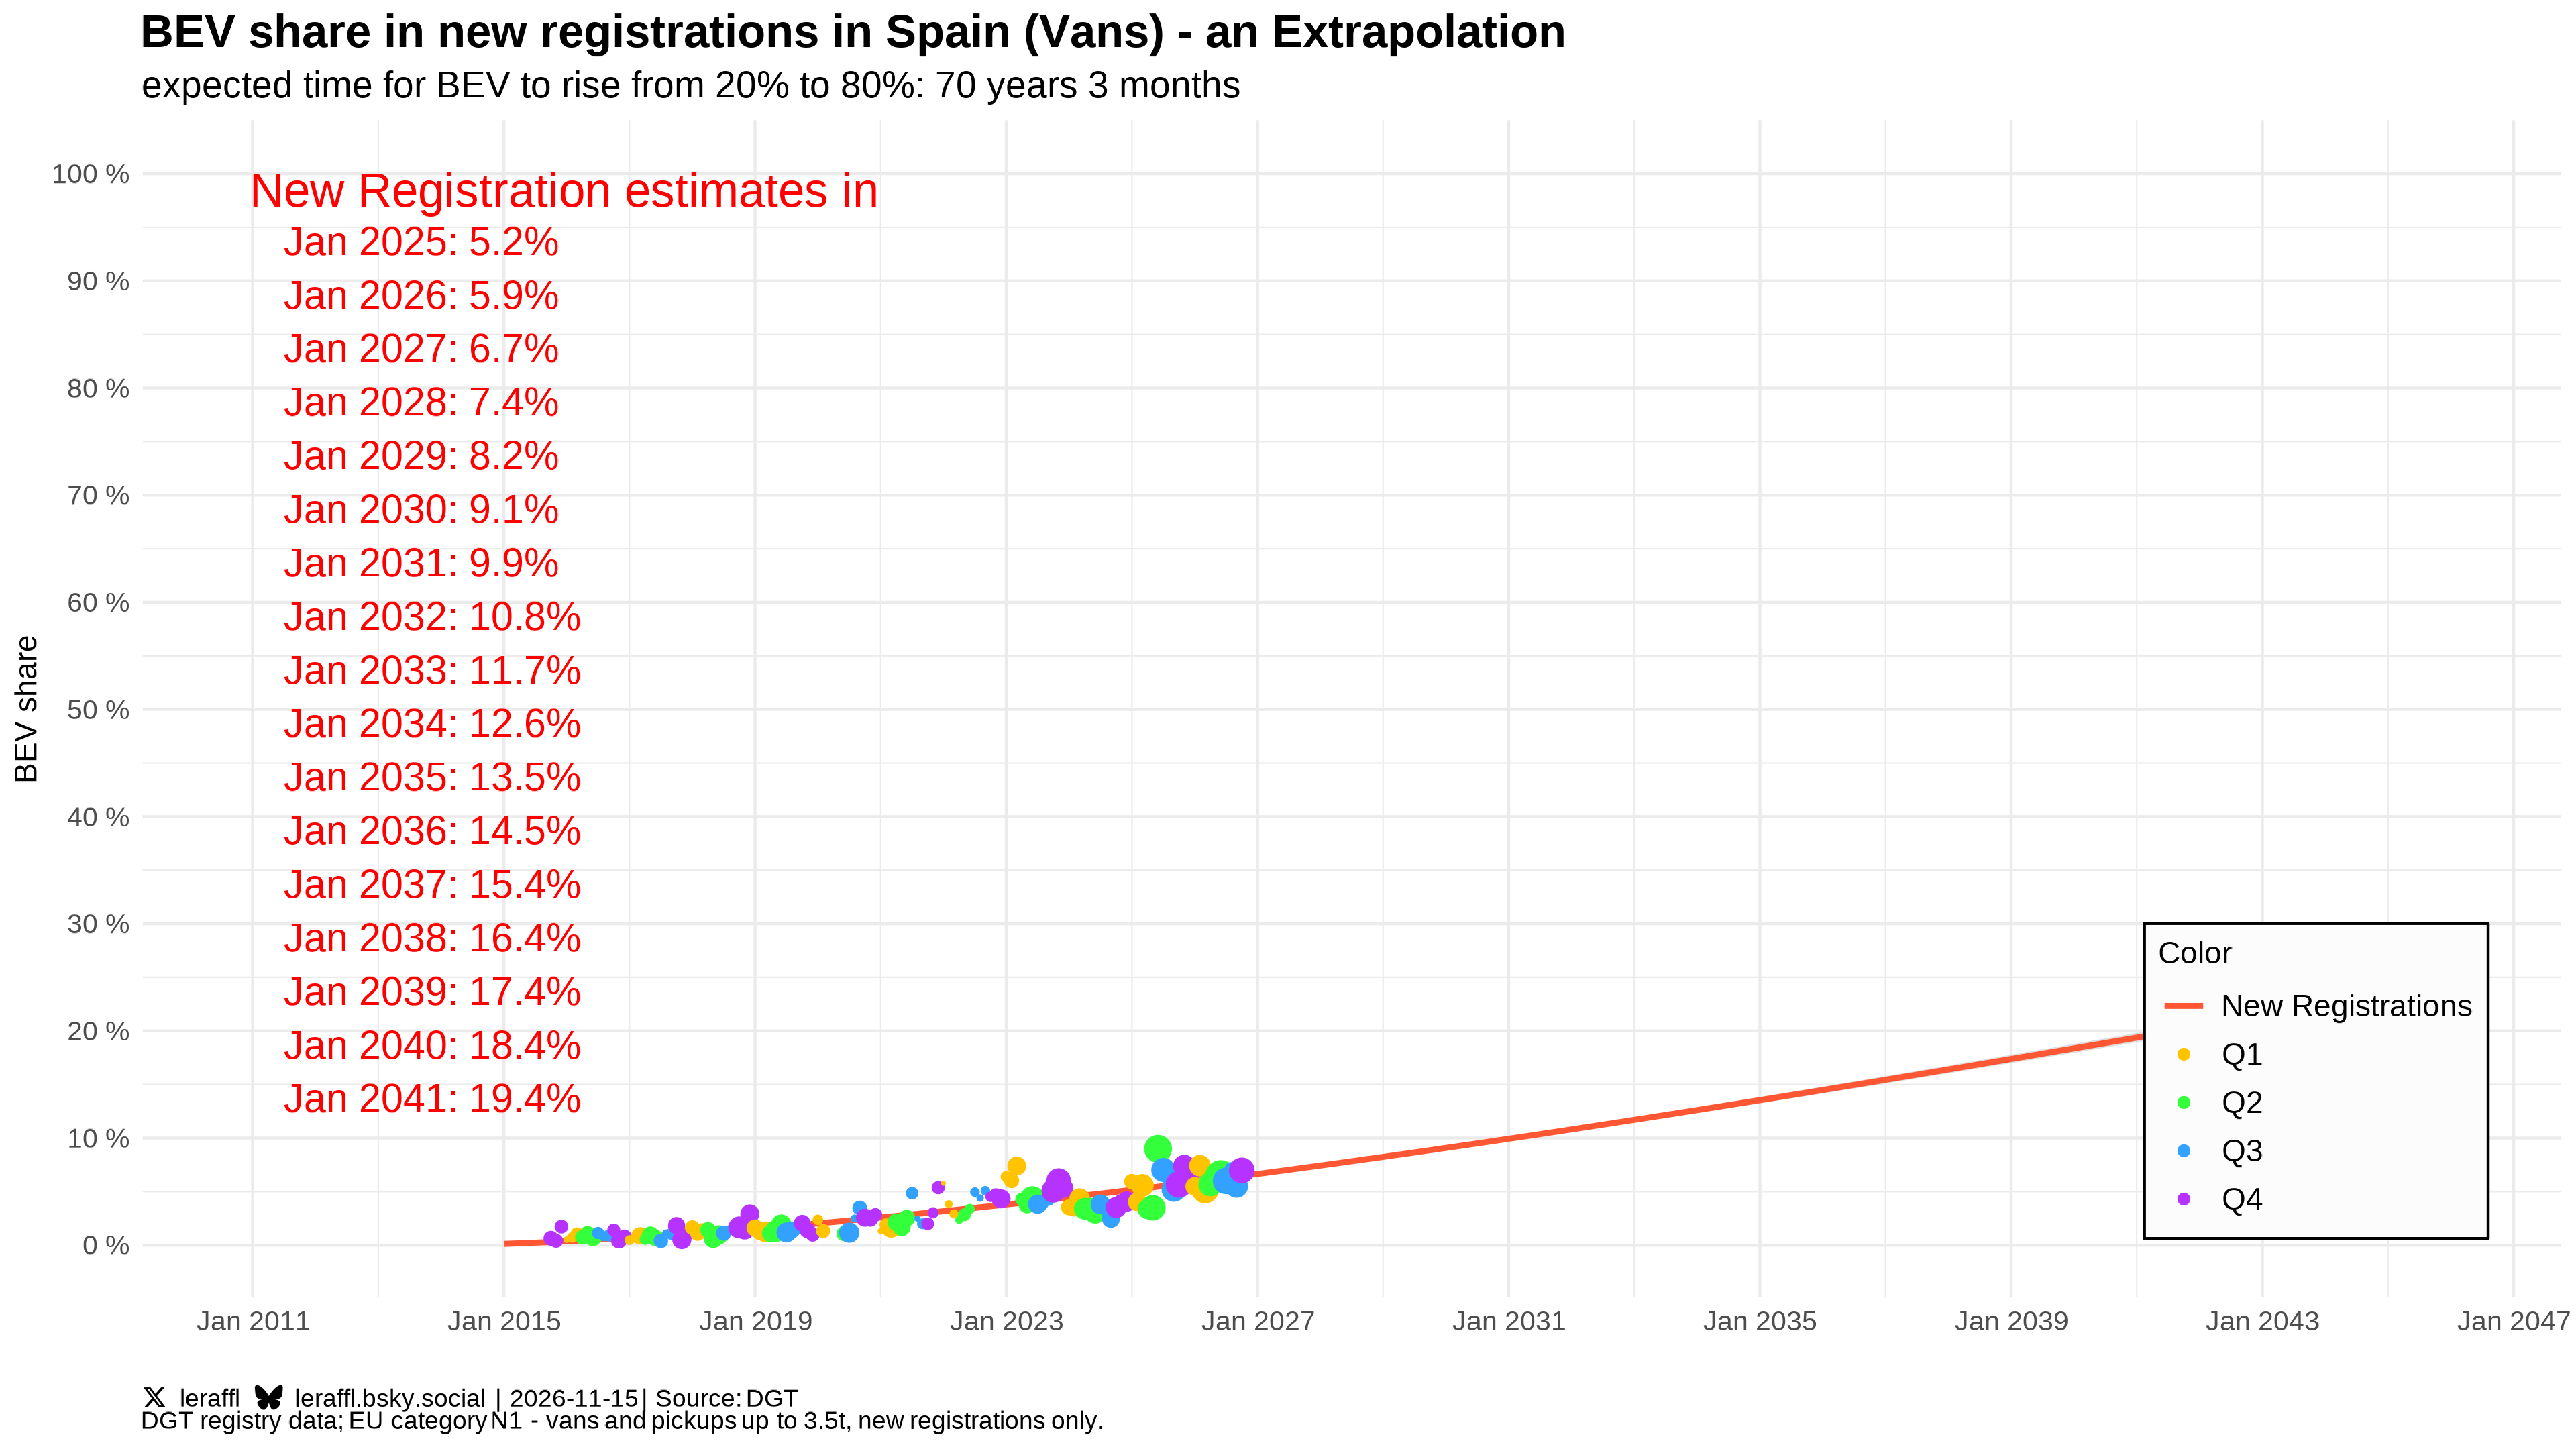 BEV share in new registrations in Spain (Vans) - an Extrapolation
expected time for BEV to rise from 20% to 80%: 70 years 3 months
New Registration estimates in
Jan 2025: 5.2%
Jan 2026: 5.9%
Jan 2027: 6.7%
Jan 2028: 7.4%
Jan 2029: 8.2%
Jan 2030: 9.1%
Jan 2031: 9.9%
Jan 2032: 10.8%
Jan 2033: 11.7%
Jan 2034: 12.6%
Jan 2035: 13.5%
Jan 2036: 14.5%
Jan 2037: 15.4%
Jan 2038: 16.4%
Jan 2039: 17.4%
Jan 2040: 18.4%
Jan 2041: 19.4%
BEV share
100 %
90 %
80 %
70 %
60 %
50 %
40 %
30 %
20 %
10 %
0 %
Color
New Registrations
Q1
Q2
Q3
Q4
Jan 2011 Jan 2015 Jan 2019 Jan 2023 Jan 2027 Jan 2031 Jan 2035 Jan 2039 Jan 2043 Jan 2047
leraffl leraffl.bsky.social | 2026-11-15| Source: DGT
DGT registry data; EU category N1 - vans and pickups up to 3.5t, new registrations only.